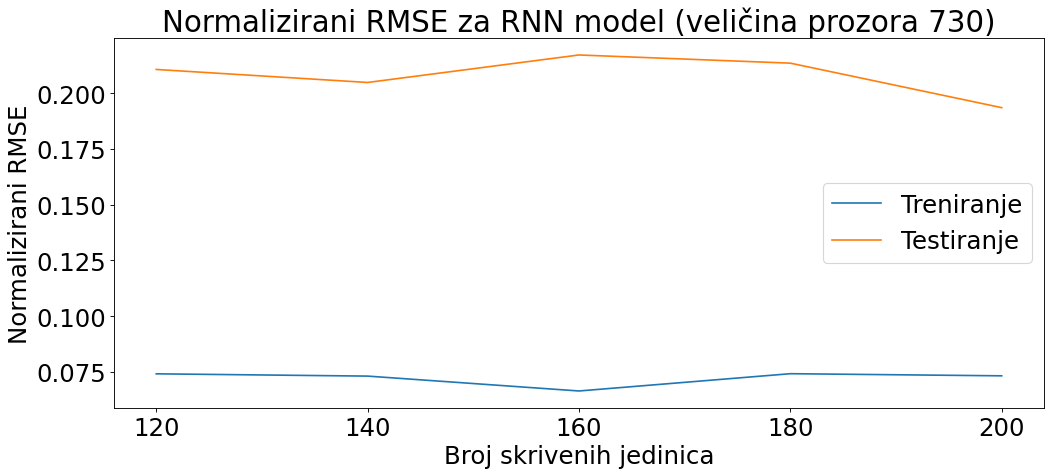 Normalizirani RMSE za RNN model (veličina prozora 730)
Normalizirani RMSE
0.200
0.175
0.150
0.125
0.100
0.075
Treniranje
Testiranje
120 140 160 180 200
Broj skrivenih jedinica